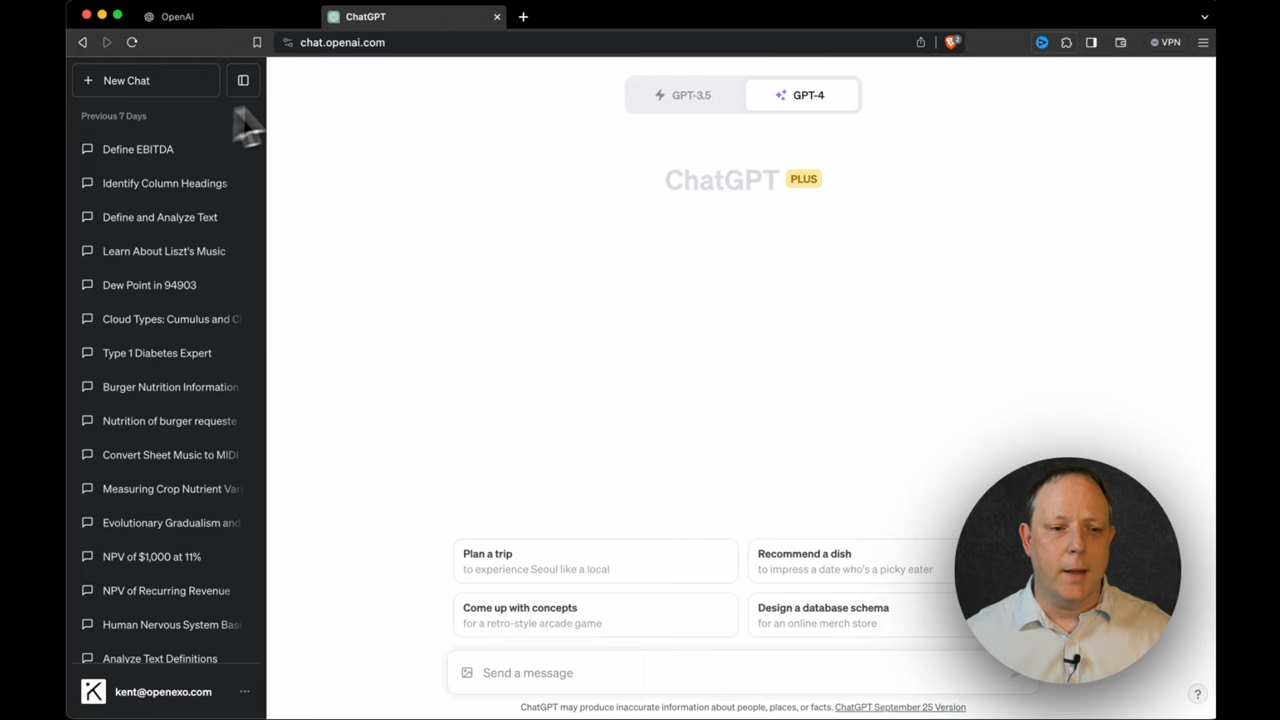 OpenAI
ChatGPT
chat.openai.com
2
VPN
New Chat
Previous 7 Days
Define EBITDA
Identify Column Headings
Define and Analyze Text
Learn About Liszt's Music
Dew Point in 94903
Cloud Types: Cumulus and Ci
Type 1 Diabetes Expert
Burger Nutrition Information
Nutrition of burger requeste
Convert Sheet Music to MIDI
Measuring Crop Nutrient Var
Evolutionary Gradualism and
NPV of $1,000 at 11%
NPV of Recurring Revenue
Human Nervous System Basi
Analyze Text Definitions
kent@openexo.com
GPT-3.5
GPT-4
ChatGPT PLUS
Plan a trip
to experience Seoul like a local
Recommend a dish
to impress a date who's a picky eater
Come up with concepts
for a retro-style arcade game
Design a database schema
for an online merch store
Send a message
ChatGPT may produce inaccurate information about people, places, or facts. ChatGPT September 25 Version
?